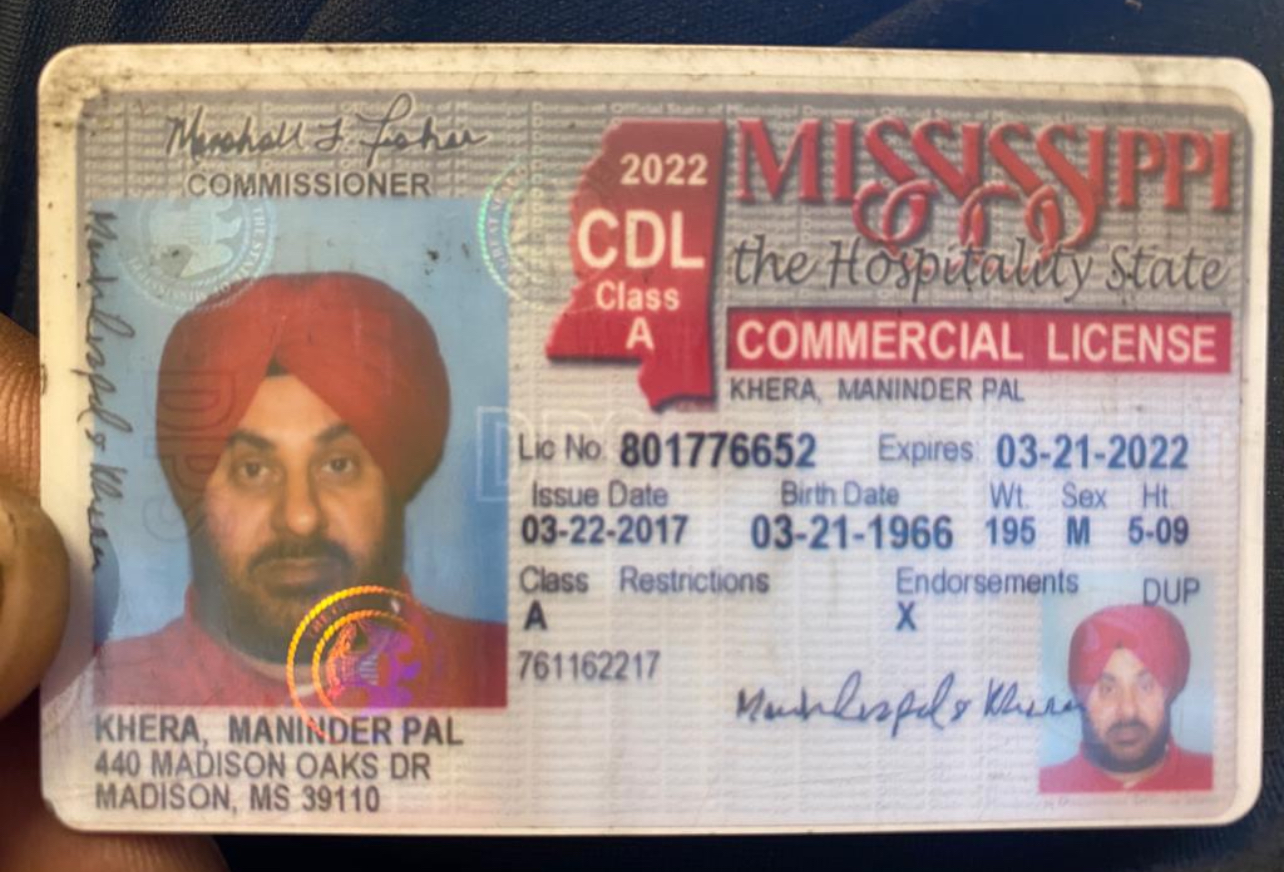 Marshall L. Fisher
COMMISSIONER
2022
CDL
Class
A
MISSISSIPPI
the Hospitality State
COMMERCIAL LICENSE
KHERA, MANINDER PAL
Lic No: 801776652 Expires: 03-21-2022
Issue Date Birth Date Wt. Sex Ht.
03-22-2017 03-21-1966 195 M 5-09
Class Restrictions Endorsements DUP
A X
761162217
KHERA, MANINDER PAL
440 MADISON OAKS DR
MADISON, MS 39110